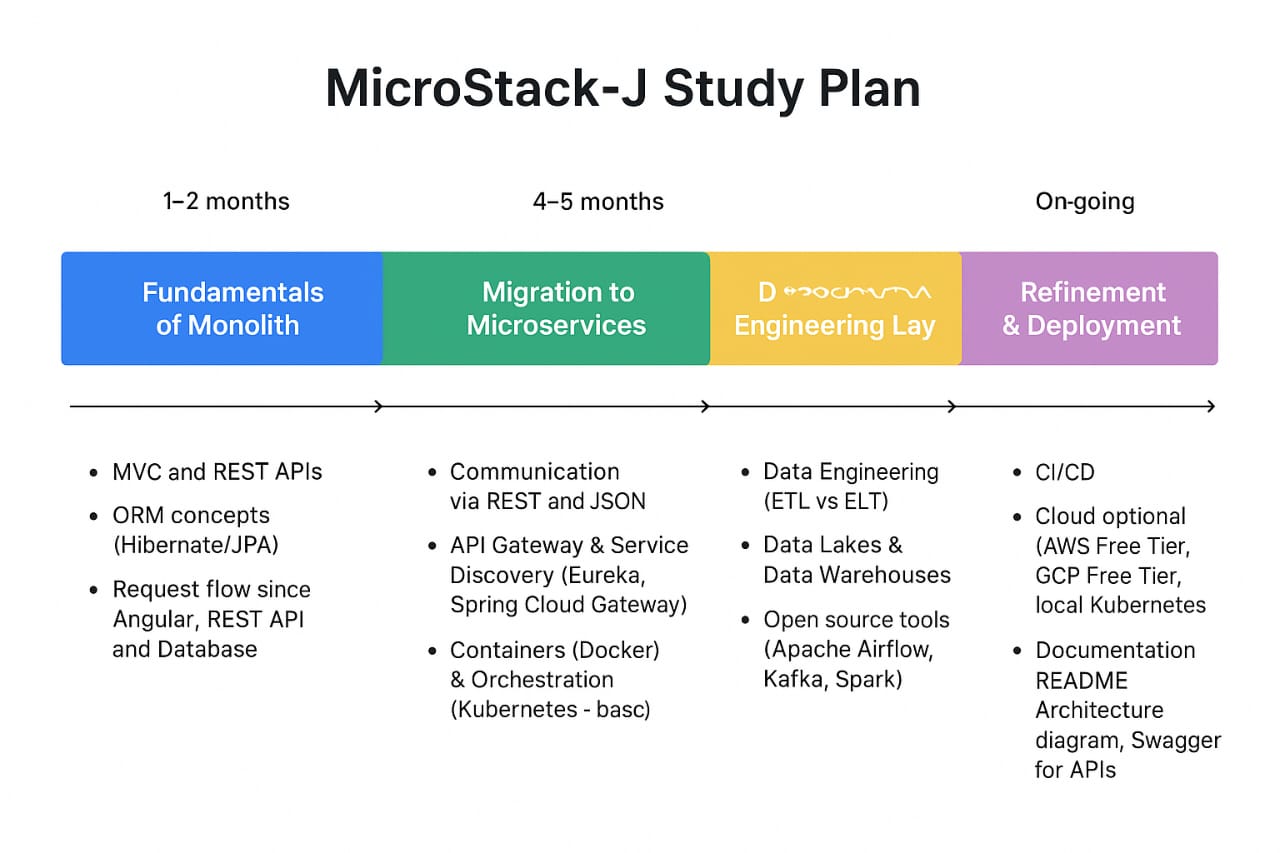 MicroStack-J Study Plan
1–2 months
4–5 months
On-going
Fundamentals
of Monolith
Migration to
Microservices
D
Engineering Lay
Refinement
& Deployment
• MVC and REST APIs
• ORM concepts
(Hibernate/JPA)
• Request flow since
Angular, REST API
and Database
• Communication
via REST and JSON
• API Gateway & Service
Discovery (Eureka,
Spring Cloud Gateway)
• Containers (Docker)
& Orchestration
(Kubernetes - basc)
• Data Engineering
(ETL vs ELT)
• Data Lakes &
Data Warehouses
• Open source tools
(Apache Airflow,
Kafka, Spark)
• CI/CD
• Cloud optional
(AWS Free Tier,
GCP Free Tier,
local Kubernetes
• Documentation
README
Architecture
diagram, Swagger
for APIs